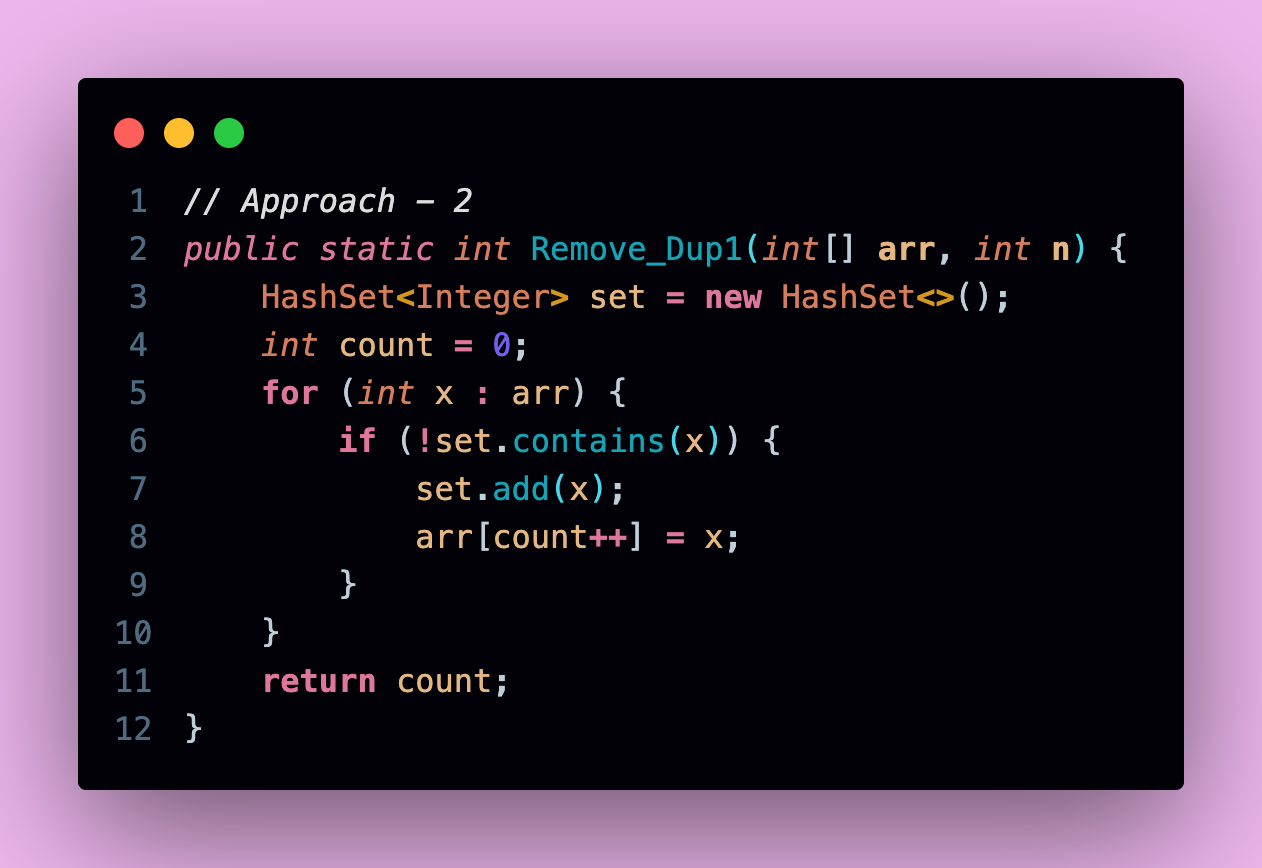 1 // Approach - 2
2 public static int Remove_Dup1(int[] arr, int n) {
3     HashSet<Integer> set = new HashSet<>();
4     int count = 0;
5     for (int x : arr) {
6         if (!set.contains(x)) {
7             set.add(x);
8             arr[count++] = x;
9         }
10     }
11     return count;
12 }